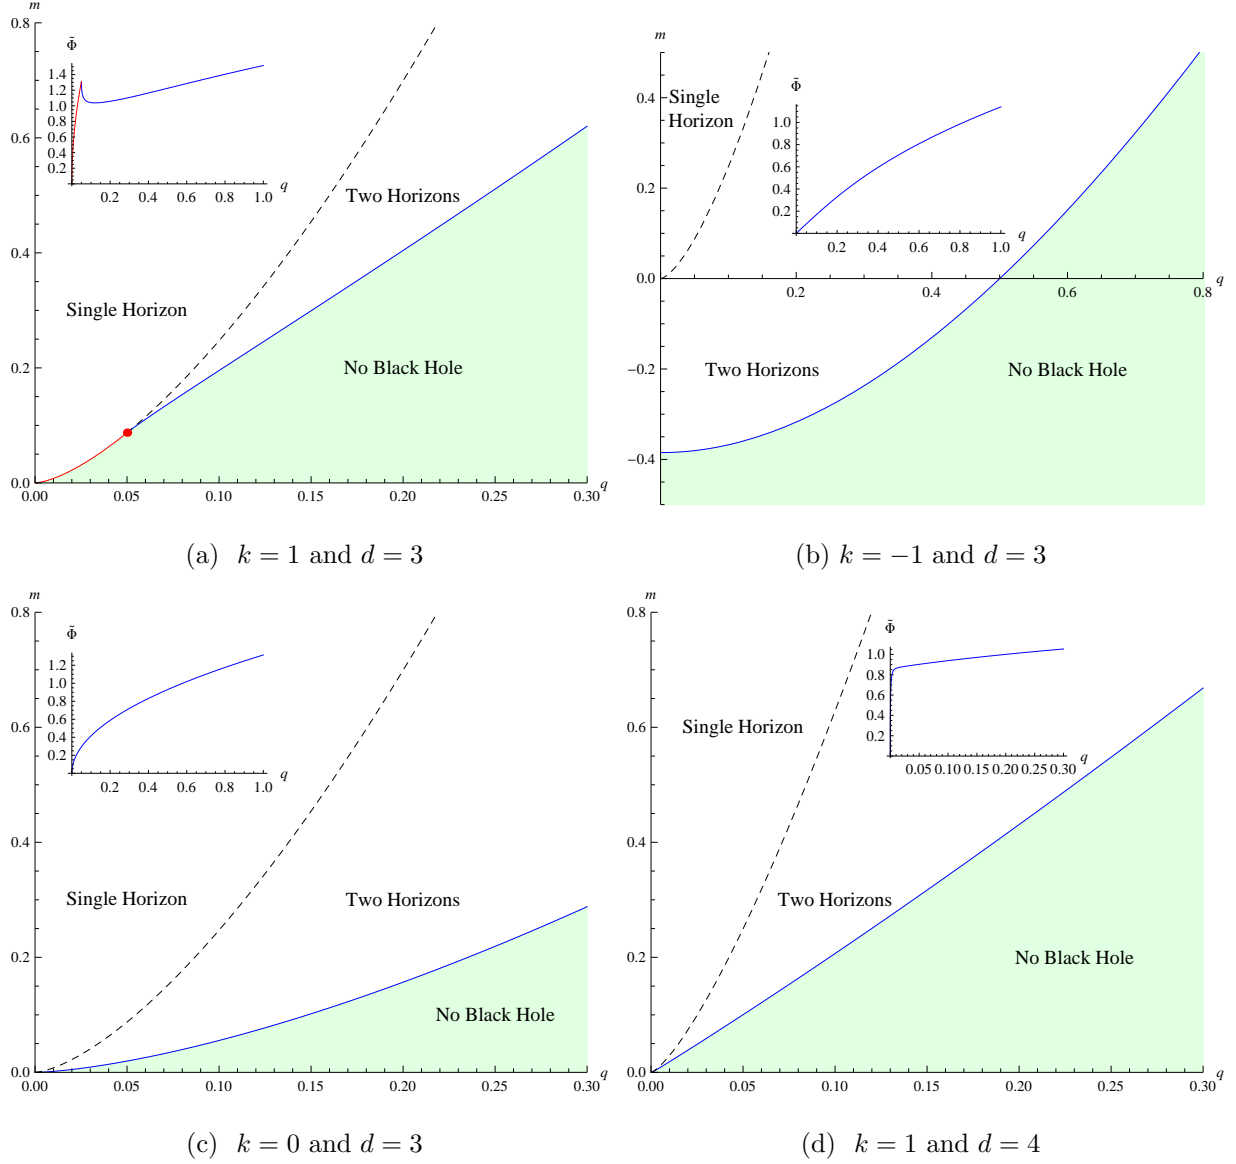 m
0.8
0.6
0.4
0.2
0.0
Φ̃
1.4
1.2
1.0
0.8
0.6
0.4
0.2
0.2 0.4 0.6 0.8 1.0 q
Two Horizons
Single Horizon
No Black Hole
0.00 0.05 0.10 0.15 0.20 0.25 0.30 q
(a) k = 1 and d = 3
m
0.4
0.2
0.0
−0.2
−0.4
Single
Horizon
Φ̃
1.0
0.8
0.6
0.4
0.2
0.2 0.4 0.6 0.8 1.0 q
0.2 0.4 0.6 0.8 q
Two Horizons
No Black Hole
(b) k = −1 and d = 3
m
0.8
0.6
0.4
0.2
0.0
Φ̃
1.2
1.0
0.8
0.6
0.4
0.2
0.2 0.4 0.6 0.8 1.0 q
Single Horizon
Two Horizons
No Black Hole
0.00 0.05 0.10 0.15 0.20 0.25 0.30 q
(c) k = 0 and d = 3
m
0.8
0.6
0.4
0.2
0.0
Φ̃
1.0
0.8
0.6
0.4
0.2
0.05 0.10 0.15 0.20 0.25 0.30 q
Single Horizon
Two Horizons
No Black Hole
0.00 0.05 0.10 0.15 0.20 0.25 0.30 q
(d) k = 1 and d = 4